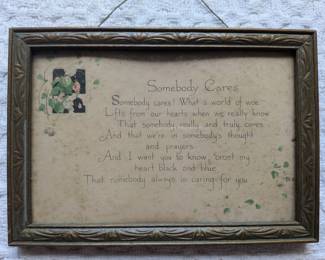 Somebody Cares
Somebody cares! What a world of woe
Lifts from our hearts when we really know
That somebody really and truly cares
And that we're in somebody's thought
and prayers
And I want you to know, 'bout my
heart black and blue
That somebody always is caring for you